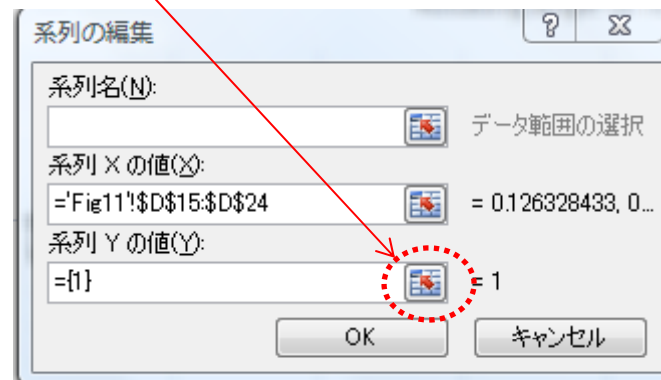 系列の編集
系列名(N):
データ範囲の選択
系列 X の値(X):
='Fig11'!$D$15:$D$24
= 0.126328433, 0...
系列 Y の値(Y):
={1}
= 1
OK
キャンセル